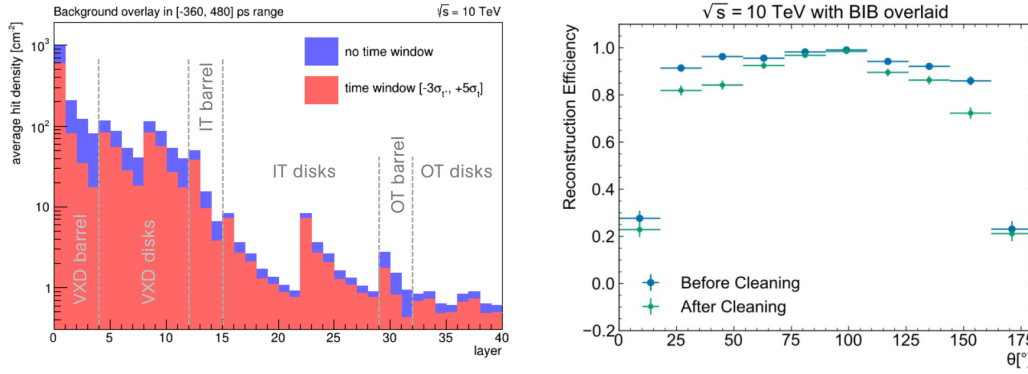 Background overlay in [-360, 480] ps range
√s = 10 TeV
average hit density [cm⁻²]
10³
10²
10
1
no time window
time window [-3σₜ, +5σₜ]
VXD barrel
VXD disks
IT barrel
IT disks
OT barrel
OT disks
0 5 10 15 20 25 30 35 40
layer
√s = 10 TeV with BIB overlaid
Reconstruction Efficiency
1.0
0.8
0.6
0.4
0.2
0.0
−0.2
Before Cleaning
After Cleaning
0 25 50 75 100 125 150 175
θ[°]